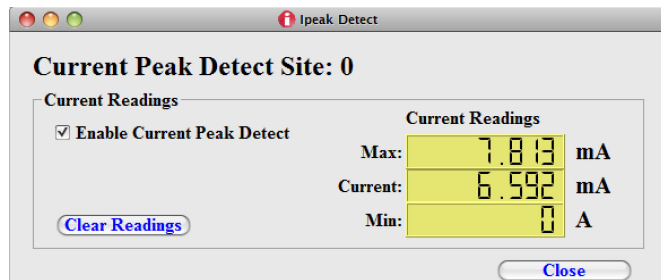 Ipeak Detect
Current Peak Detect Site: 0
Current Readings
Current Readings
Enable Current Peak Detect
Max: 7.813 mA
Current: 6.592 mA
Clear Readings
Min: 0 A
Close